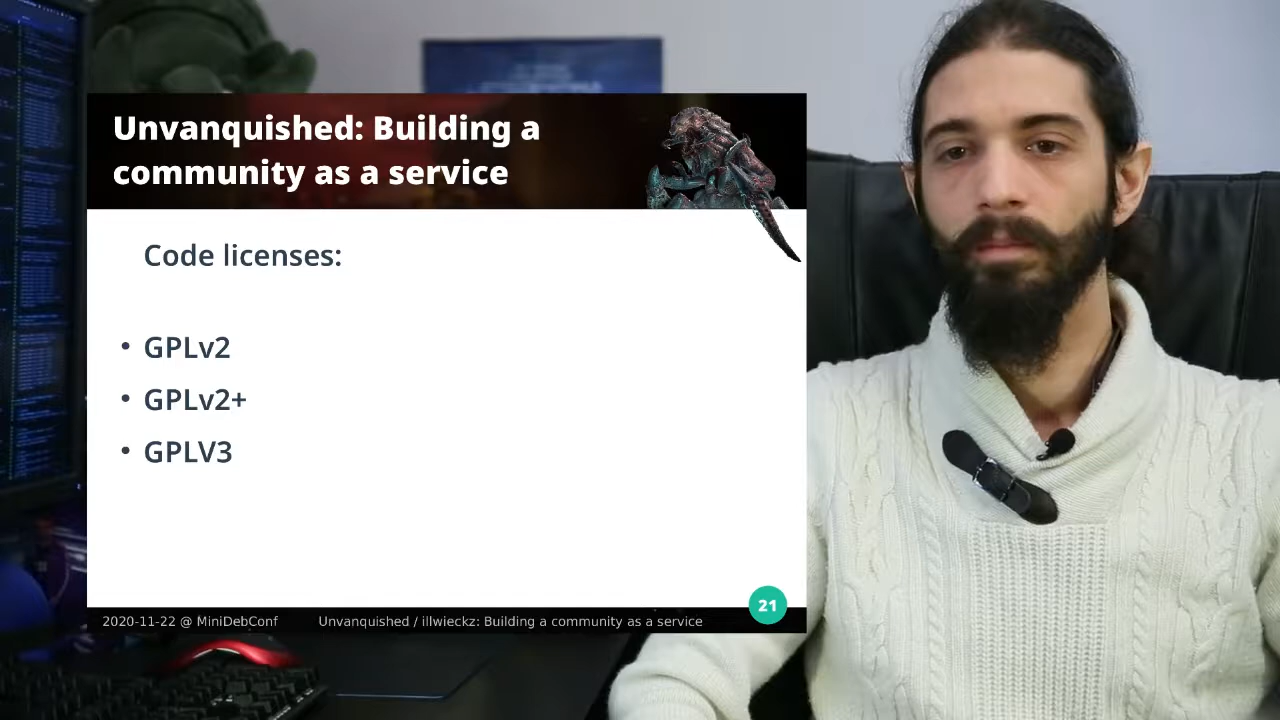 Unvanquished: Building a
community as a service
Code licenses:
• GPLv2
• GPLv2+
• GPLV3
21
2020-11-22 @ MiniDebConf
Unvanquished / illwieckz: Building a community as a service